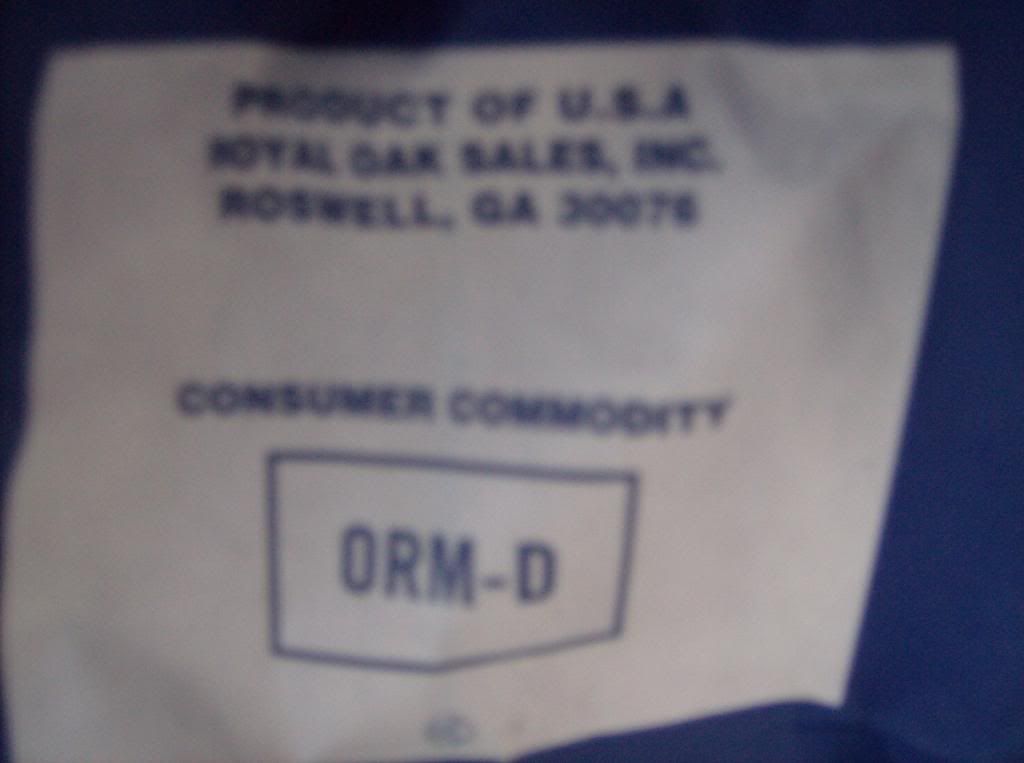 PRODUCT OF U.S.A
ROYAL OAK SALES, INC.
ROSWELL, GA 30076
CONSUMER COMMODITY
ORM-D